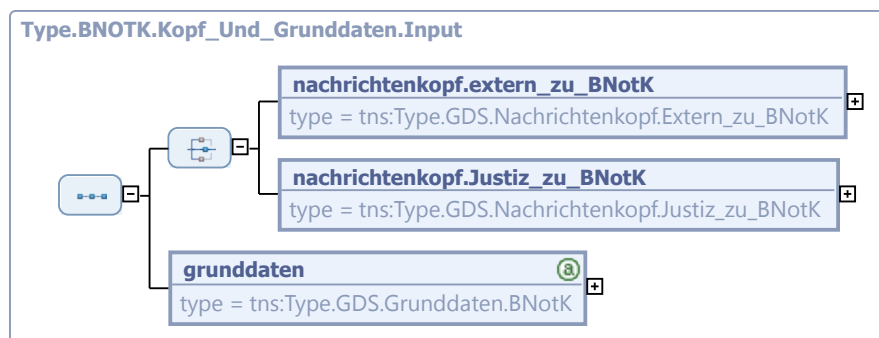 Type.BNOTK.Kopf_Und_Grunddaten.Input
nachrichtenkopf.extern_zu_BNotK
type = tns:Type.GDS.Nachrichtenkopf.Extern_zu_BNotK
nachrichtenkopf.Justiz_zu_BNotK
type = tns:Type.GDS.Nachrichtenkopf.Justiz_zu_BNotK
grunddaten
a
type = tns:Type.GDS.Grunddaten.BNotK